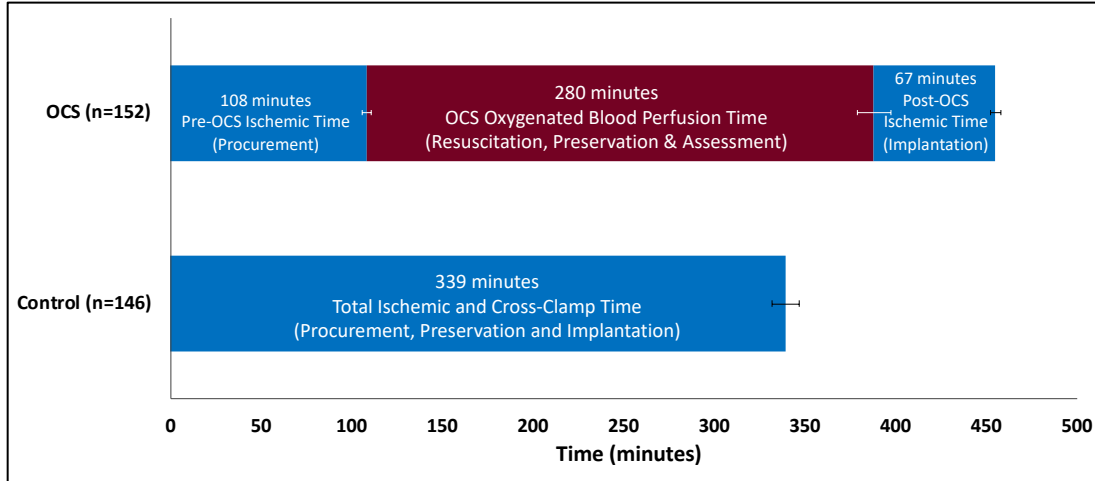 OCS (n=152)
108 minutes
Pre-OCS Ischemic Time
(Procurement)
280 minutes
OCS Oxygenated Blood Perfusion Time
(Resuscitation, Preservation & Assessment)
67 minutes
Post-OCS
Ischemic Time
(Implantation)
Control (n=146)
339 minutes
Total Ischemic and Cross-Clamp Time
(Procurement, Preservation and Implantation)
0 50 100 150 200 250 300 350 400 450 500
Time (minutes)